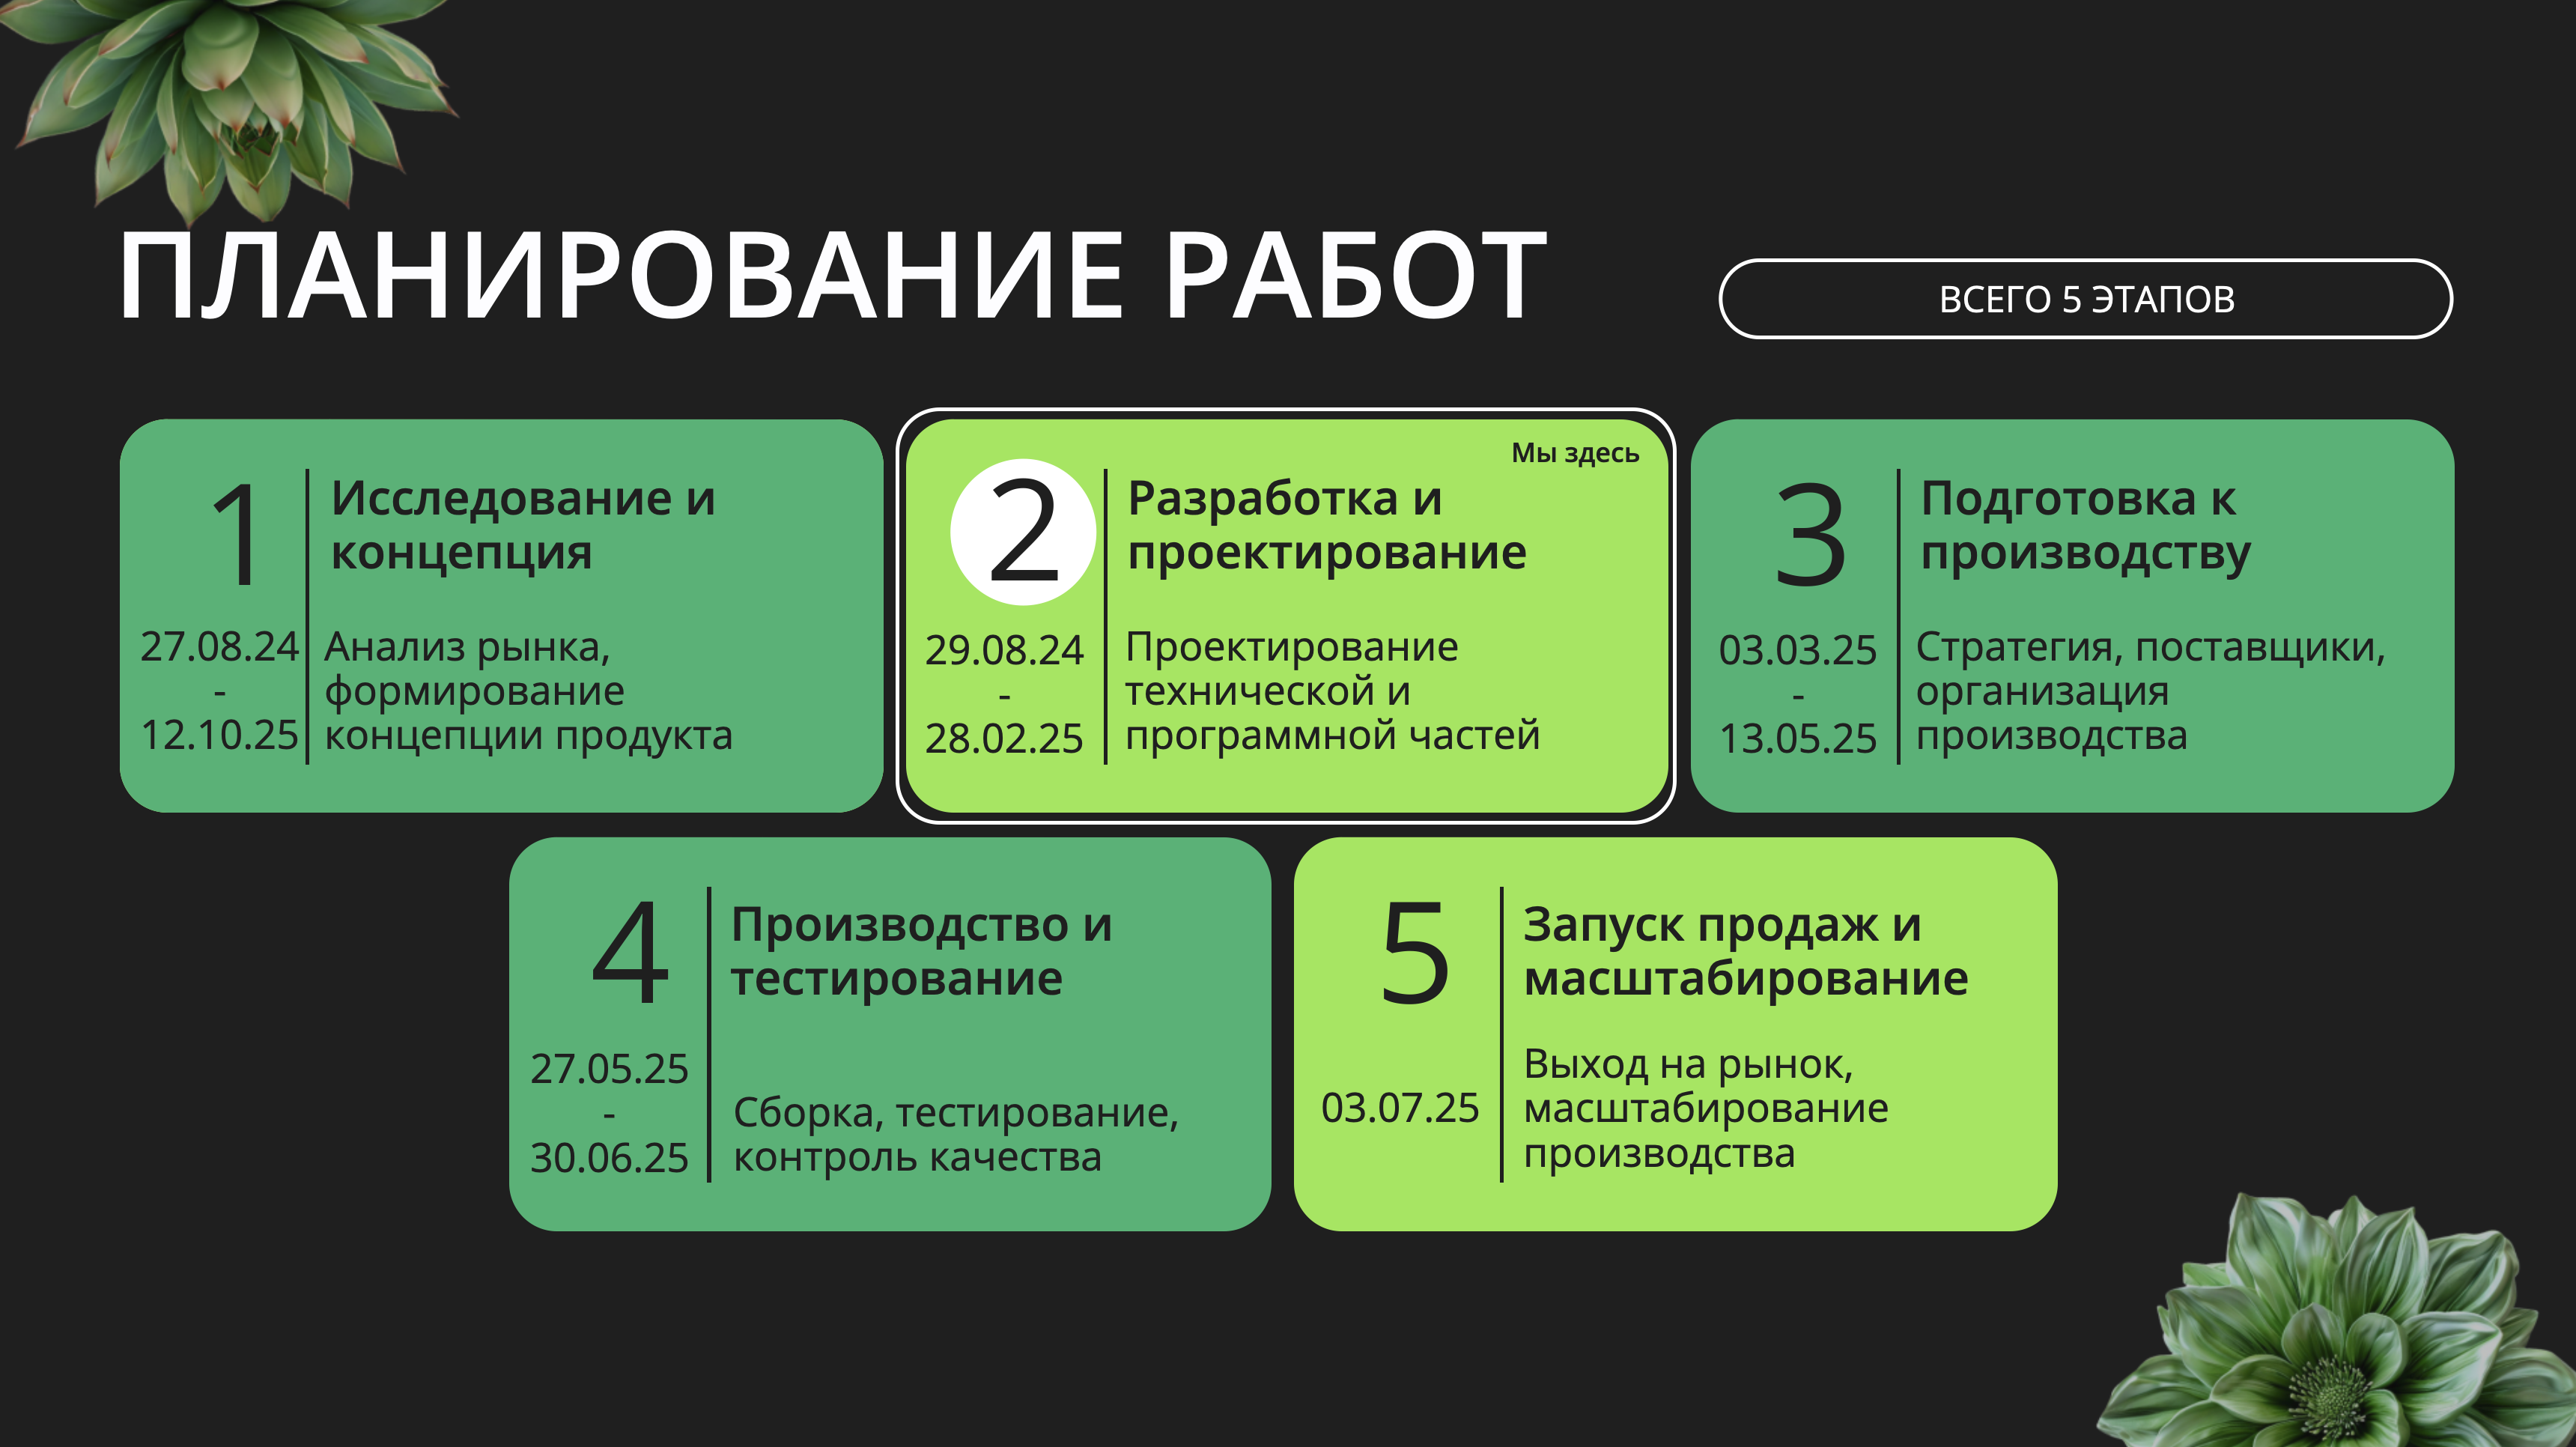 ПЛАНИРОВАНИЕ РАБОТ
ВСЕГО 5 ЭТАПОВ
1
Исследование и
концепция
27.08.24
-
12.10.25
Анализ рынка,
формирование
концепции продукта
Мы здесь
2
Разработка и
проектирование
29.08.24
-
28.02.25
Проектирование
технической и
программной частей
3
Подготовка к
производству
03.03.25
-
13.05.25
Стратегия, поставщики,
организация
производства
4
Производство и
тестирование
27.05.25
-
30.06.25
Сборка, тестирование,
контроль качества
5
Запуск продаж и
масштабирование
03.07.25
Выход на рынок,
масштабирование
производства